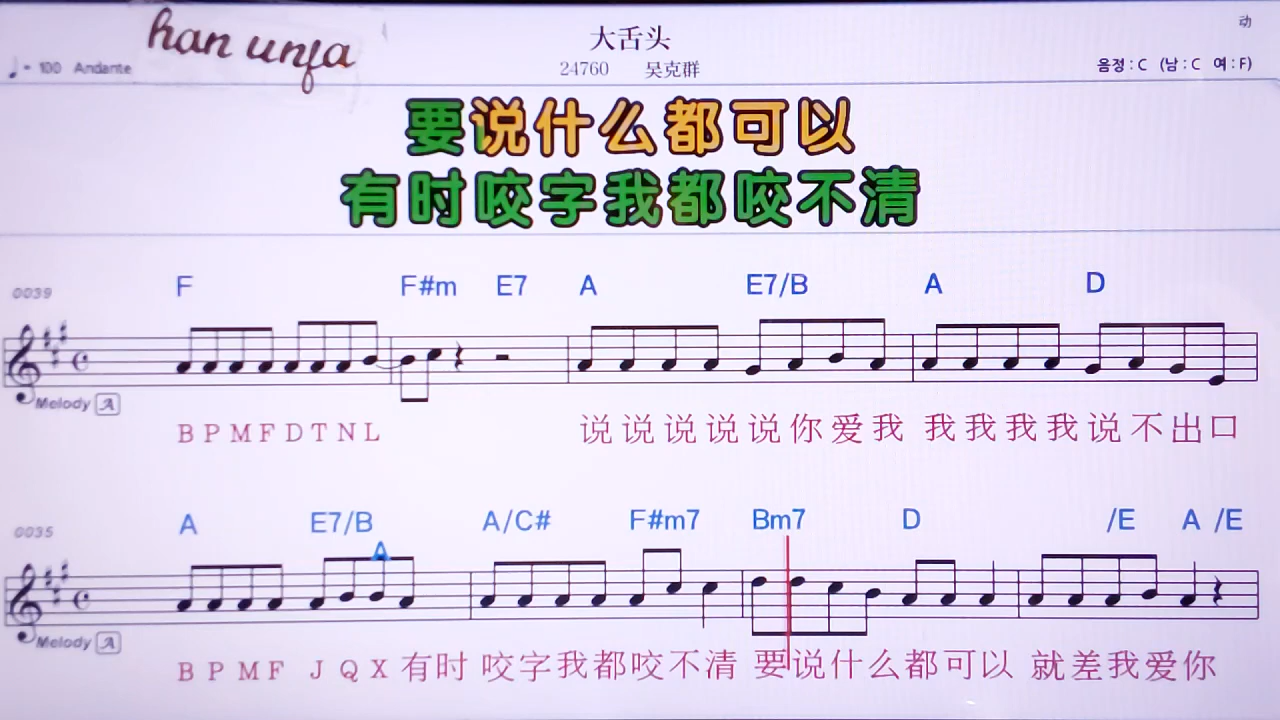 han unfa
大舌头
动
♩= 100 Andante
24760 吴克群
음정:C (남:C 여:F)
要说什么都可以
有时咬字我都咬不清
0039
F F#m E7 A E7/B A D
Melody A
B P M F D T N L 说说说说说你爱我 我我我我说不出口
0035
A E7/B A/C# F#m7 Bm7 D /E A /E
A
Melody A
B P M F J Q X 有时 咬字我都咬不清 要说什么都可以 就差我爱你